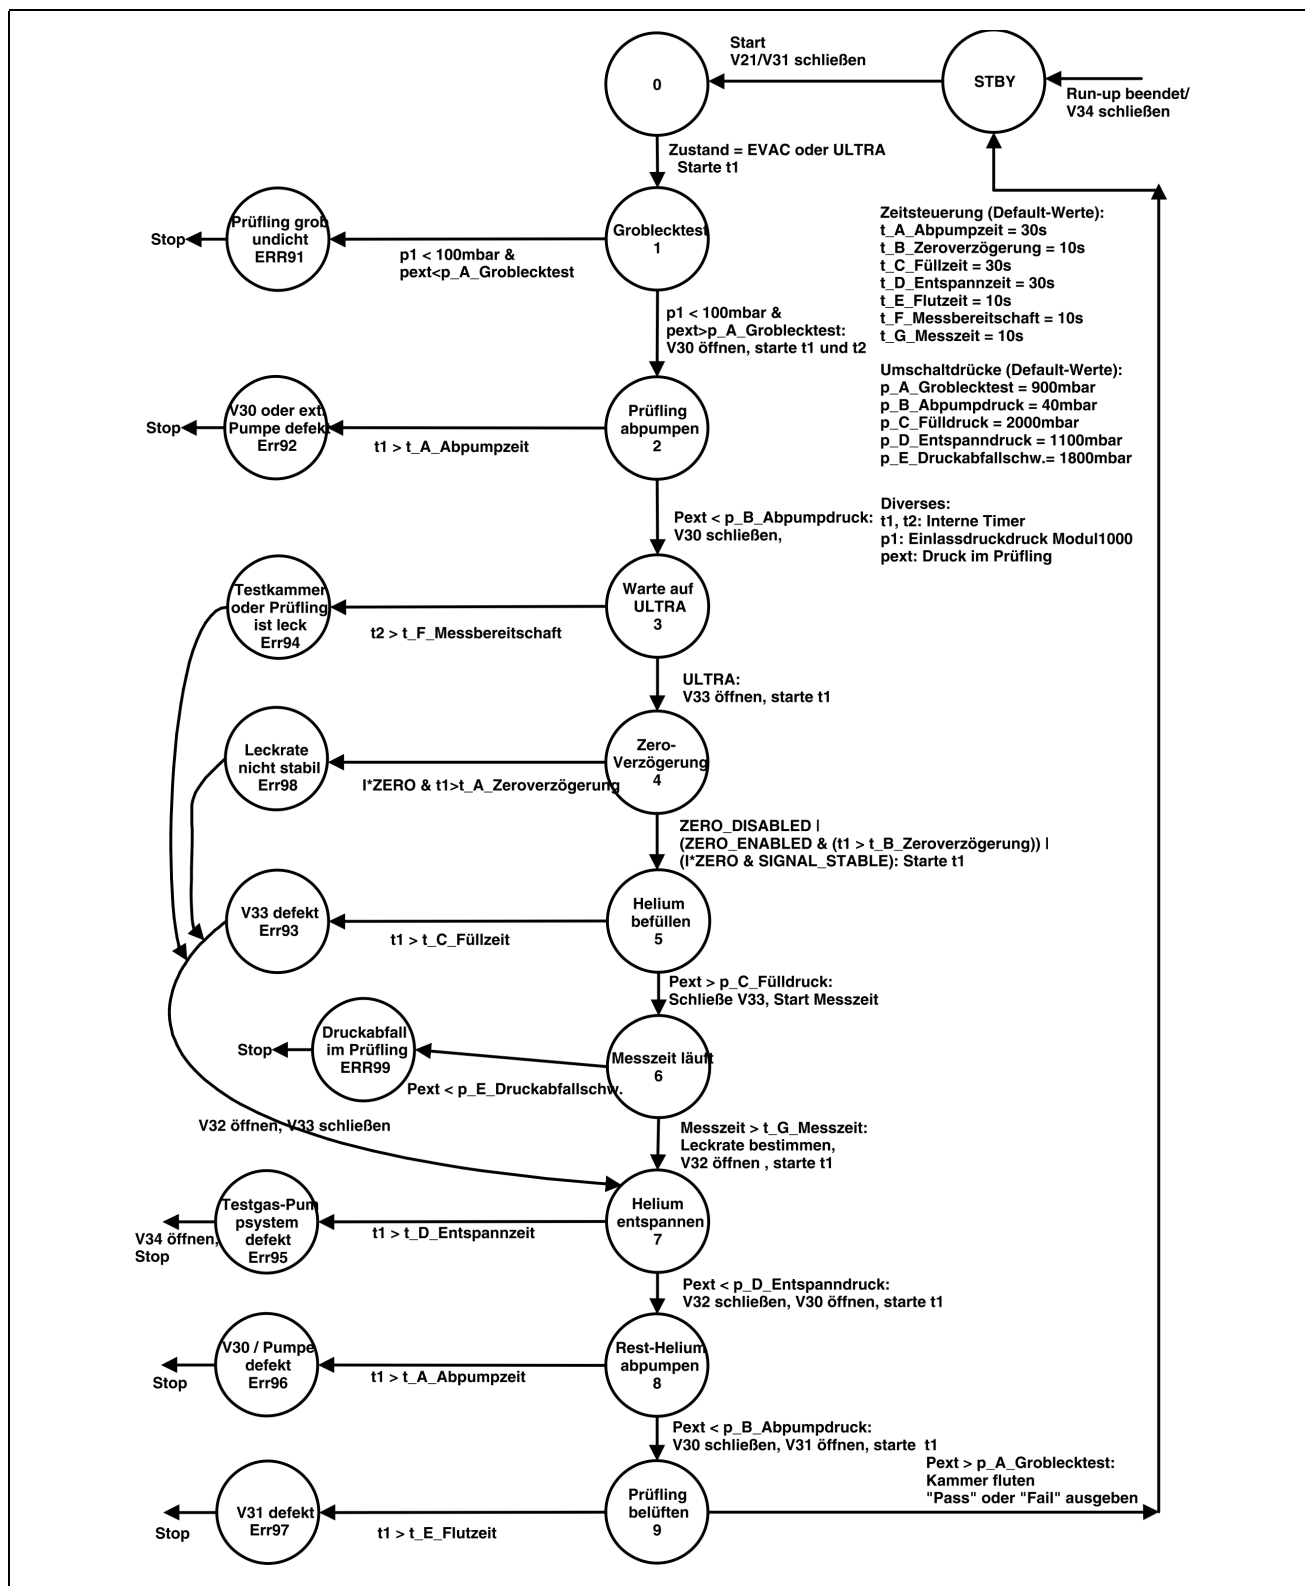 Start
V21/V31 schließen
0
STBY
Run-up beendet/
V34 schließen
Zustand = EVAC oder ULTRA
Starte t1
Prüfling grob
undicht
ERR91
Stop
p1 < 100mbar &
pext<p_A_Groblecktest
Groblecktest
1
Zeitsteuerung (Default-Werte):
t_A_Abpumpzeit = 30s
t_B_Zeroverzögerung = 10s
t_C_Füllzeit = 30s
t_D_Entspannzeit = 30s
t_E_Flutzeit = 10s
t_F_Messbereitschaft = 10s
t_G_Messzeit = 10s
p1 < 100mbar &
pext>p_A_Groblecktest:
V30 öffnen, starte t1 und t2
Umschaltdrücke (Default-Werte):
p_A_Groblecktest = 900mbar
p_B_Abpumpdruck = 40mbar
p_C_Fülldruck = 2000mbar
p_D_Entspanndruck = 1100mbar
p_E_Druckabfallschw.= 1800mbar
V30 oder ext.
Pumpe defekt
Err92
Stop
t1 > t_A_Abpumpzeit
Prüfling
abpumpen
2
Pext < p_B_Abpumpdruck:
V30 schließen,
Diverses:
t1, t2: Interne Timer
p1: Einlassdruckdruck Modul1000
pext: Druck im Prüfling
Testkammer
oder Prüfling
ist leck
Err94
t2 > t_F_Messbereitschaft
Warte auf
ULTRA
3
ULTRA:
V33 öffnen, starte t1
Leckrate
nicht stabil
Err98
I*ZERO & t1>t_A_Zeroverzögerung
Zero-
Verzögerung
4
ZERO_DISABLED I
(ZERO_ENABLED & (t1 > t_B_Zeroverzögerung)) I
(I*ZERO & SIGNAL_STABLE): Starte t1
V33 defekt
Err93
t1 > t_C_Füllzeit
Helium
befüllen
5
Pext > p_C_Fülldruck:
Schließe V33, Start Messzeit
Druckabfall
im Prüfling
ERR99
Stop
Pext < p_E_Druckabfallschw.
Messzeit läuft
6
V32 öffnen, V33 schließen
Messzeit > t_G_Messzeit:
Leckrate bestimmen,
V32 öffnen , starte t1
Testgas-Pum
psystem
defekt
Err95
V34 öffnen,
Stop
t1 > t_D_Entspannzeit
Helium
entspannen
7
Pext < p_D_Entspanndruck:
V32 schließen, V30 öffnen, starte t1
V30 / Pumpe
defekt
Err96
Stop
t1 > t_A_Abpumpzeit
Rest-Helium
abpumpen
8
Pext < p_B_Abpumpdruck:
V30 schließen, V31 öffnen, starte t1
Pext > p_A_Groblecktest:
Kammer fluten
"Pass" oder "Fail" ausgeben
V31 defekt
Err97
Stop
t1 > t_E_Flutzeit
Prüfling
belüften
9